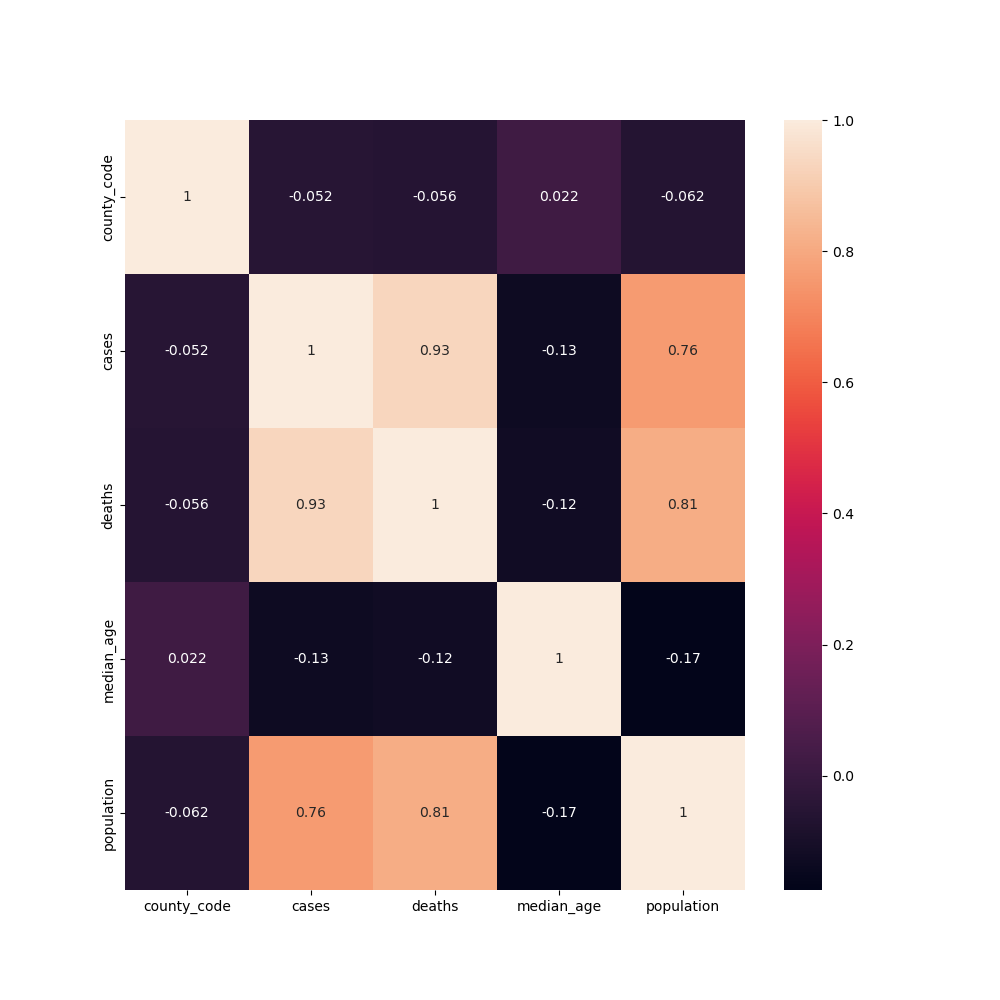 county_code 1 -0.052 -0.056 0.022 -0.062
cases -0.052 1 0.93 -0.13 0.76
deaths -0.056 0.93 1 -0.12 0.81
median_age 0.022 -0.13 -0.12 1 -0.17
population -0.062 0.76 0.81 -0.17 1
county_code cases deaths median_age population
1.0
0.8
0.6
0.4
0.2
0.0